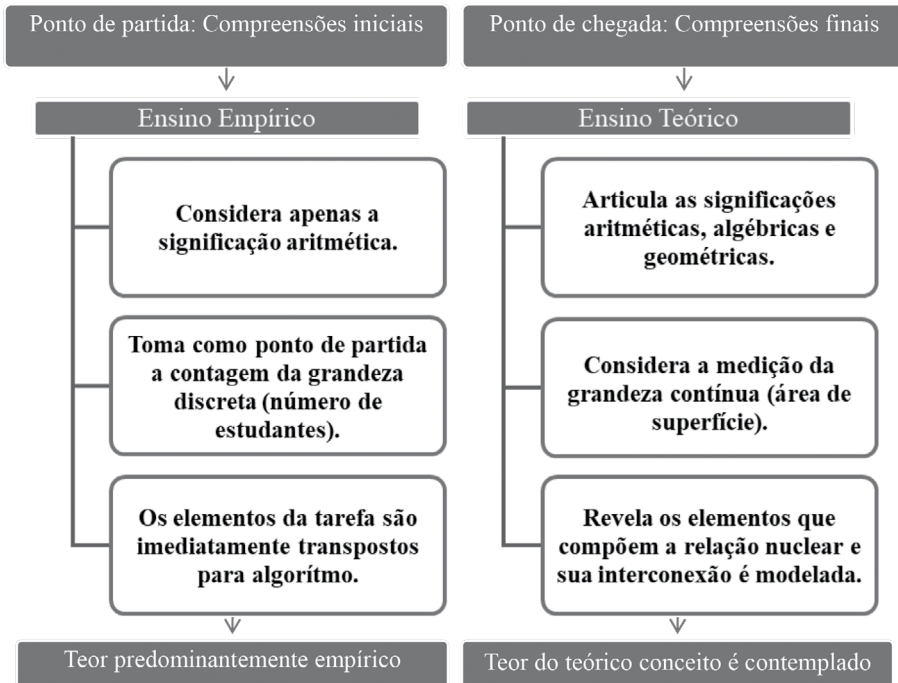 Ponto de partida: Compreensões iniciais
Ensino Empírico
Considera apenas a
significação aritmética.
Toma como ponto de partida
a contagem da grandeza
discreta (número de
estudantes).
Os elementos da tarefa são
imediatamente transpostos
para algorítmo.
Teor predominantemente empírico
Ponto de chegada: Compreensões finais
Ensino Teórico
Articula as significações
aritméticas, algébricas e
geométricas.
Considera a medição da
grandeza contínua (área de
superfície).
Revela os elementos que
compõem a relação nuclear e
sua interconexão é modelada.
Teor do teórico conceito é contemplado